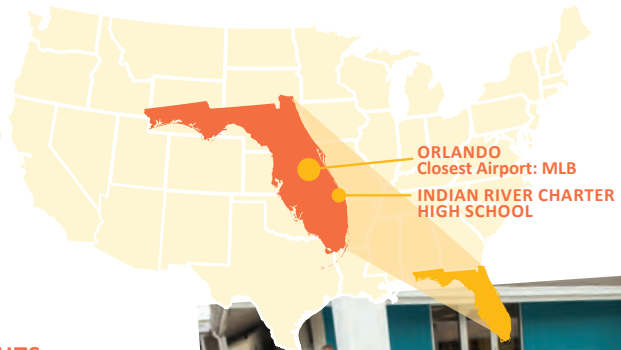 ORLANDO
Closest Airport: MLB
INDIAN RIVER CHARTER
HIGH SCHOOL